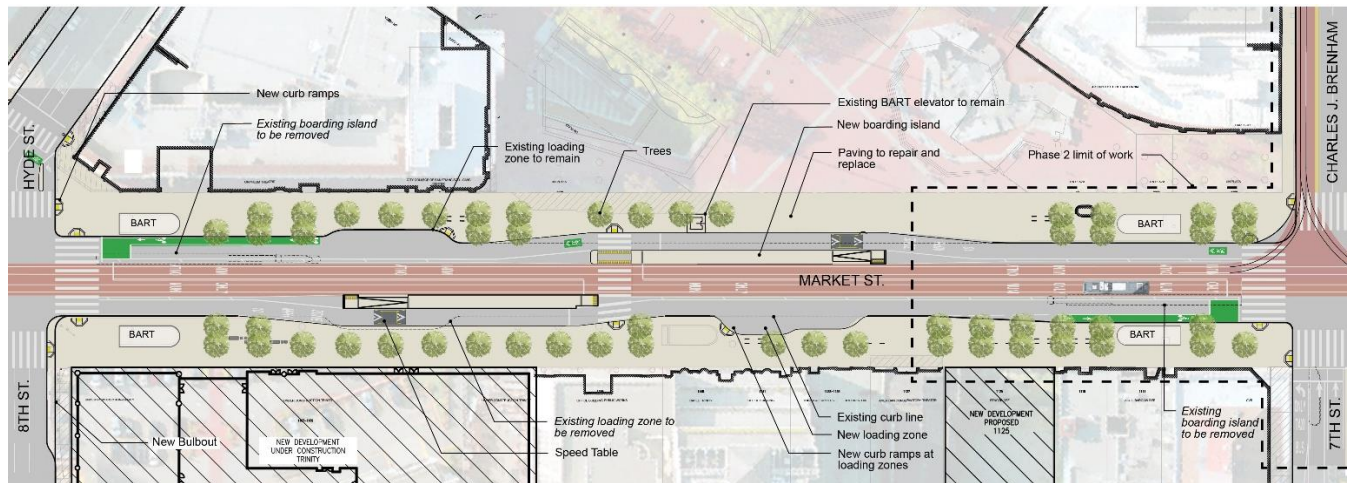 New curb ramps
Existing boarding island
to be removed
Existing loading
zone to remain
Trees
Existing BART elevator to remain
New boarding island
Paving to repair and
replace
Phase 2 limit of work
HYDE ST.
CHARLES J. BRENHAM
BART
BART
MARKET ST.
BART
BART
8TH ST.
7TH ST.
New Bulbout
NEW DEVELOPMENT
UNDER CONSTRUCTION
TRINITY
Existing loading zone to
be removed
Speed Table
Existing curb line
New loading zone
New curb ramps at
loading zones
NEW DEVELOPMENT
PROPOSED
1125
Existing
boarding
island to be
removed